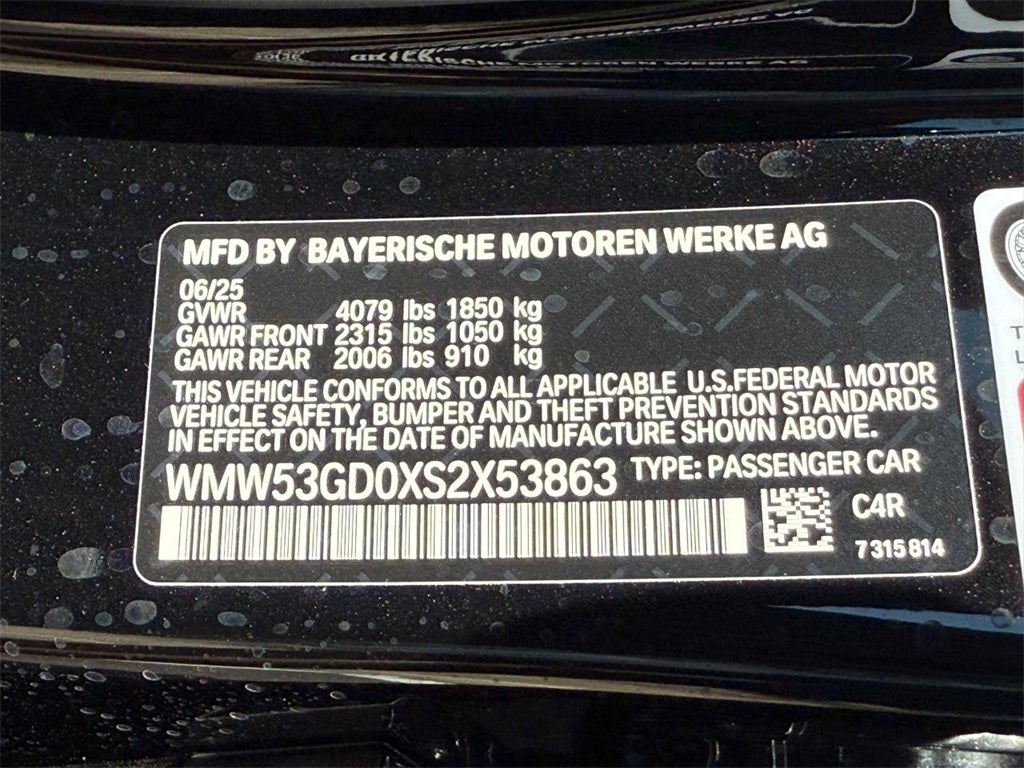 MFD BY BAYERISCHE MOTOREN WERKE AG
06/25
GVWR 4079 lbs 1850 kg
GAWR FRONT 2315 lbs 1050 kg
GAWR REAR 2006 lbs 910 kg
THIS VEHICLE CONFORMS TO ALL APPLICABLE U.S.FEDERAL MOTOR
VEHICLE SAFETY, BUMPER AND THEFT PREVENTION STANDARDS
IN EFFECT ON THE DATE OF MANUFACTURE SHOWN ABOVE.
WMW53GD0XS2X53863 TYPE: PASSENGER CAR
C4R
7315814